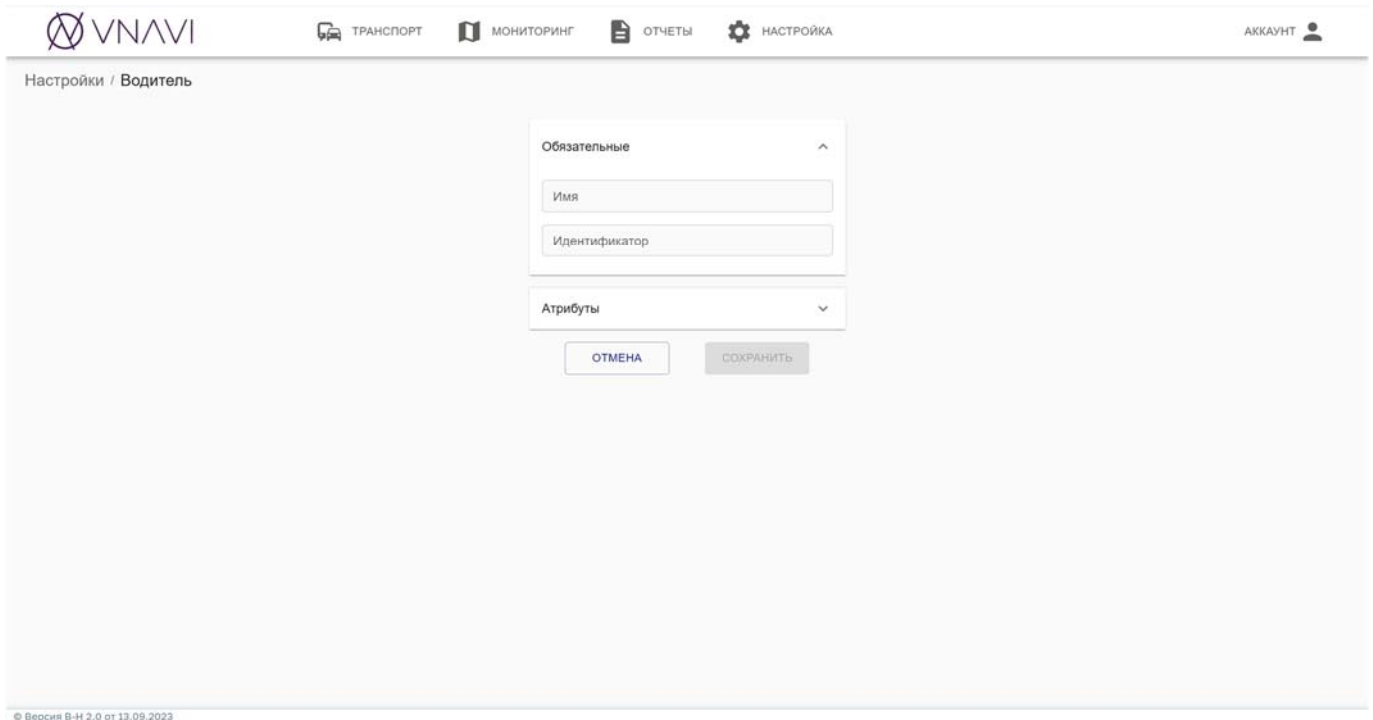 VNAVI
ТРАНСПОРТ
МОНИТОРИНГ
ОТЧЕТЫ
НАСТРОЙКА
АККАУНТ
Настройки / Водитель
Обязательные
Имя
Идентификатор
Атрибуты
ОТМЕНА
СОХРАНИТЬ
© Версия В-Н 2.0 от 13.09.2023